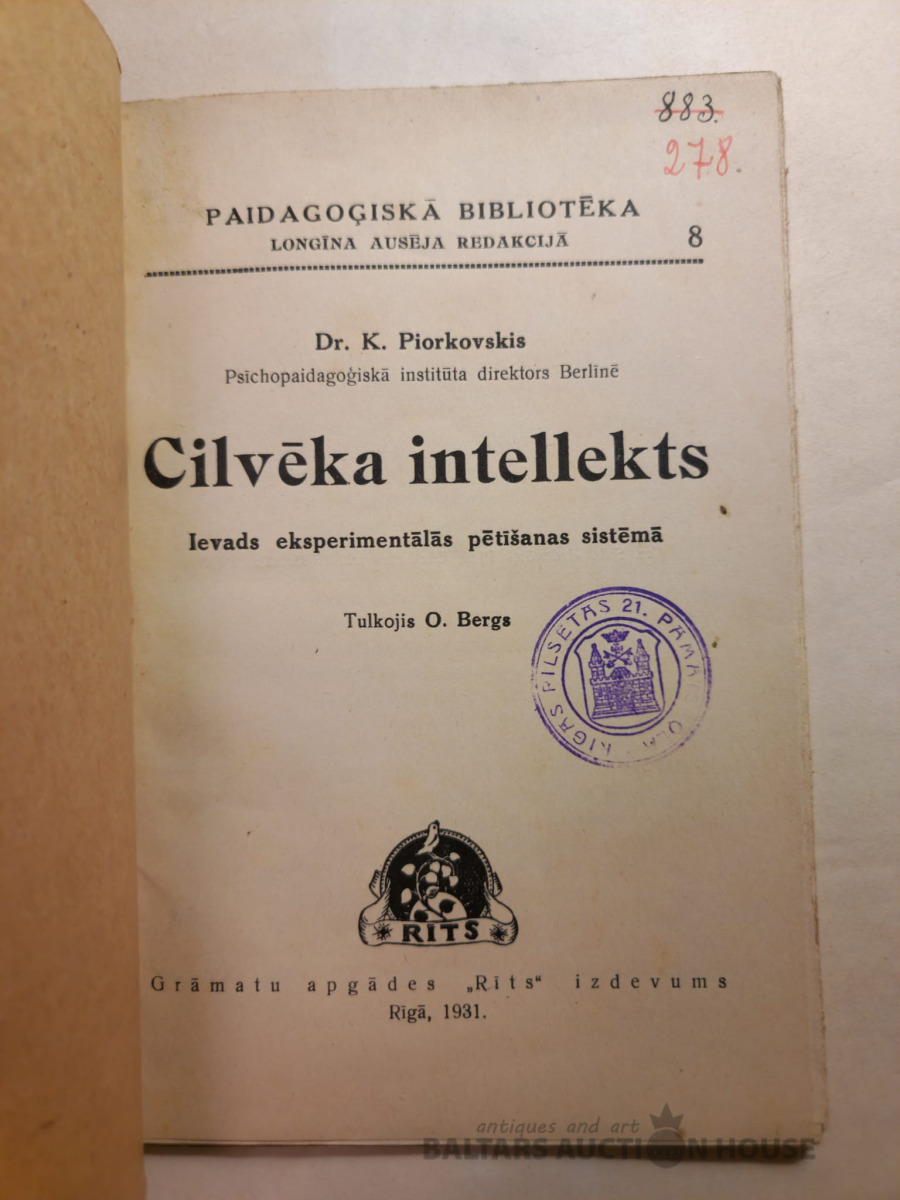 883.
278.
PAIDAGOĢISKĀ BIBLIOTĒKA
LONGĪNA AUSĒJA REDAKCIJĀ 8
Dr. K. Piorkovskis
Psīchopaidagoģiskā institūta direktors Berlīnē
Cilvēka intellekts
Ievads eksperimentālās pētīšanas sistēmā
Tulkojis O. Bergs
RĪGAS PILSĒTAS 21.
RĪTS
Grāmatu apgādes „Rīts“ izdevums
Rīgā, 1931.
antiques and art
BALTARS AUCTION HOUSE